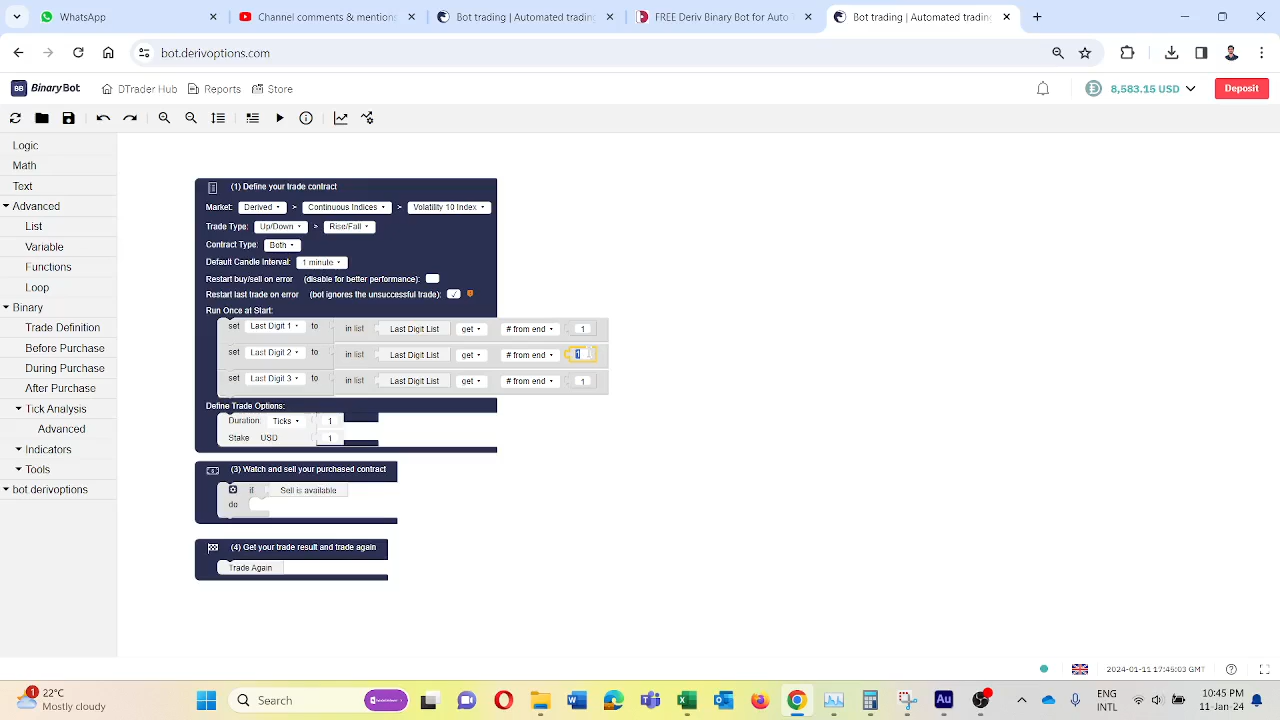 WhatsApp
Channel comments & mentions
Bot trading | Automated trading
FREE Deriv Binary Bot Auto
Bot trading | Automated trading
bot.derivoptions.com
BB BinaryBot
DTrader Hub
Reports
Store
8,583.15 USD
Deposit
Logic
Math
Text
Advanced
List
Variable
Functions
Loop
Binary
Trade Definition
Before Purchase
During Purchase
After Purchase
Tick Analysis
Advanced
Indicators
Tools
bot derivoptions
(1) Define your trade contract
Market: Derived > Continuous Indices > Volatility 10 Index
Trade Type: Up/Down > Rise/Fall
Contract Type: Both
Default Candle Interval: 1 minute
Restart buy/sell on error (disable for better performance):
Restart last trade on error (bot ignores the unsuccessful trade): ✓
Run Once at Start:
set Last Digit 1 to in list Last Digit List get # from end 1
set Last Digit 2 to in list Last Digit List get # from end 1
set Last Digit 3 to in list Last Digit List get # from end 1
Define Trade Options:
Duration: Ticks 1
Stake USD 1
(3) Watch and sell your purchased contract
if Sell is available
do
(4) Get your trade result and trade again
Trade Again
2024-01-11 17:45:03 GMT
1
22°C
Mostly cloudy
Search
Au
ENG
INTL
10:45 PM
11-Jan-24